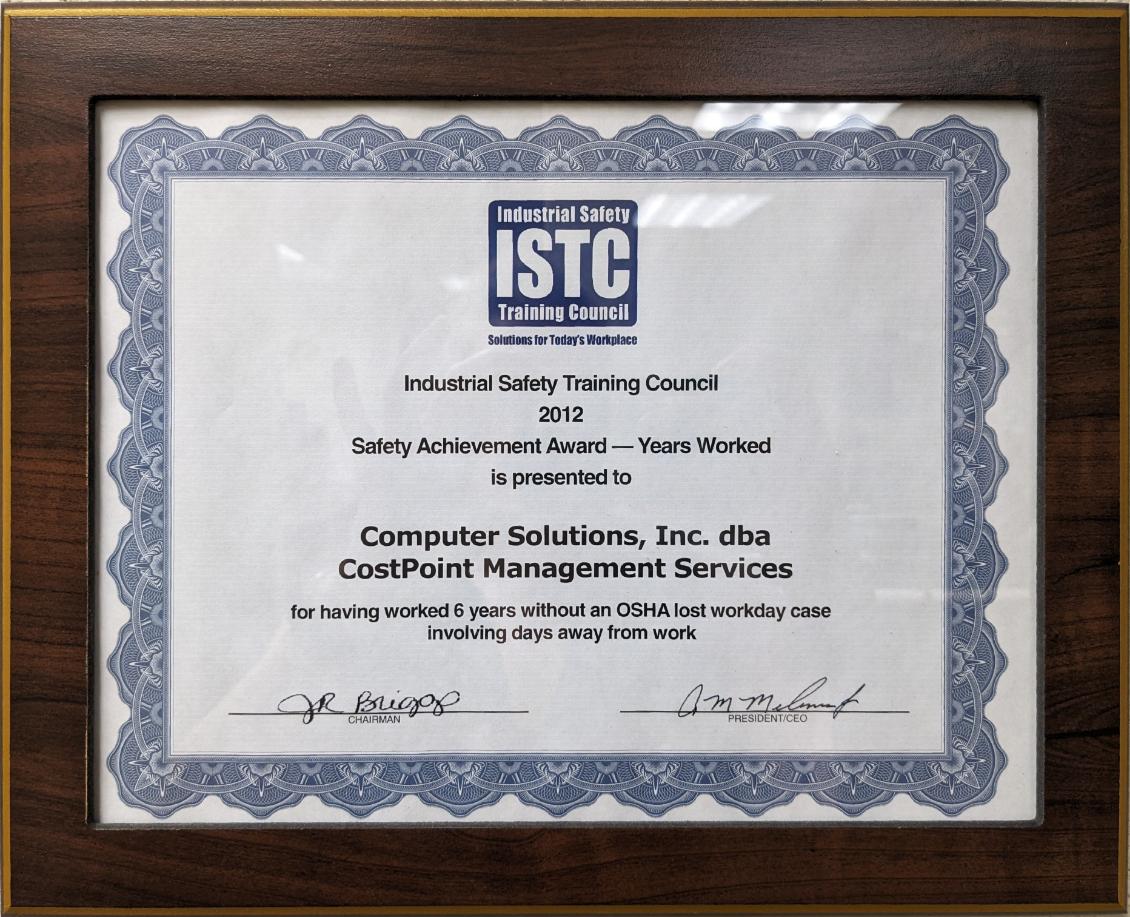 Industrial Safety
ISTC
Training Council
Solutions for Today's Workplace
Industrial Safety Training Council
2012
Safety Achievement Award — Years Worked
is presented to
Computer Solutions, Inc. dba
CostPoint Management Services
for having worked 6 years without an OSHA lost workday case
involving days away from work
JR Briggs
CHAIRMAN
PRESIDENT/CEO